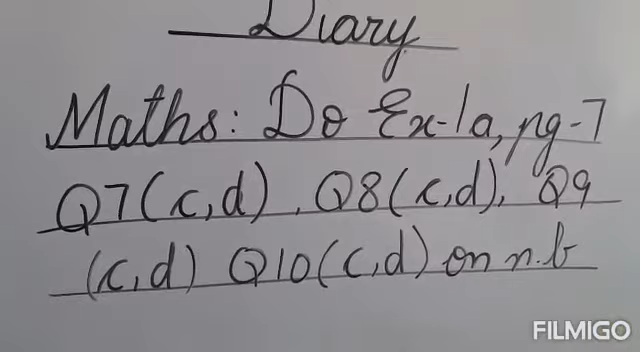 Diary
Maths: Do Ex-1a, pg-7
Q7(c,d), Q8(c,d), Q9
(c,d) Q10(c,d) on n.b
FILMIGO